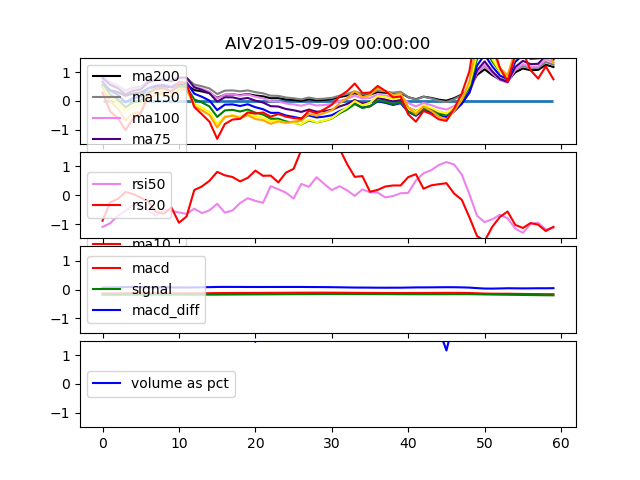 AIV2015-09-09 00:00:00
1
0
−1
ma200
ma150
ma100
ma75
1
0
−1
rsi50
rsi20
ma10
1
0
−1
macd
signal
macd_diff
1
0
−1
volume as pct
0 10 20 30 40 50 60